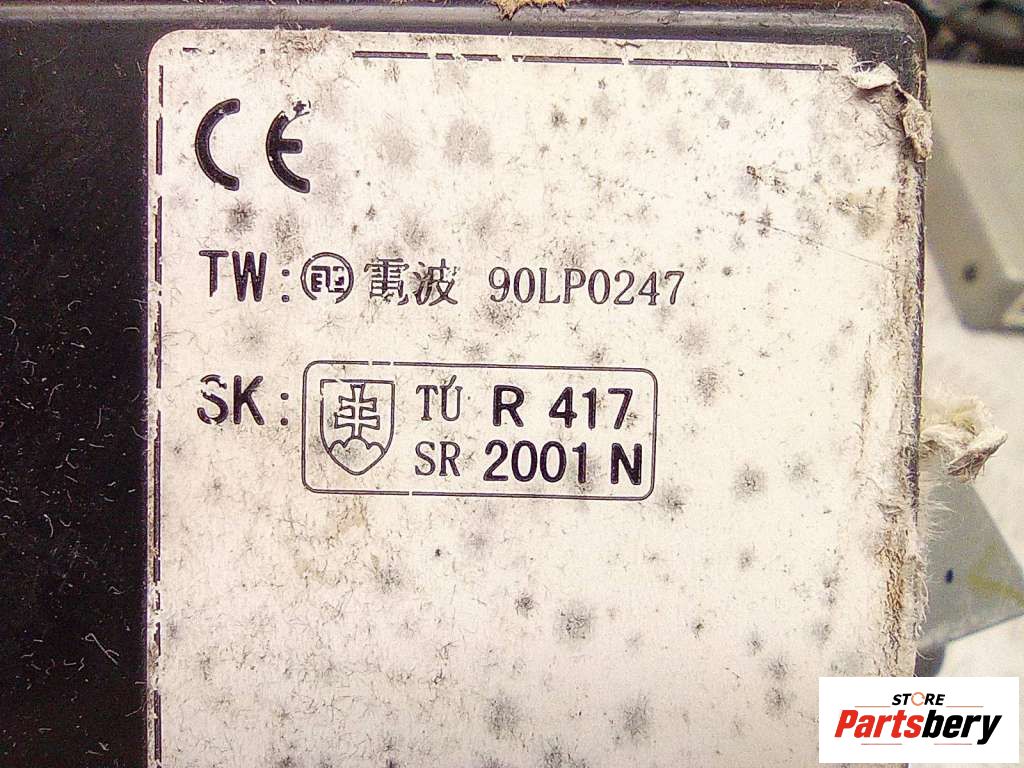 CE
TW: 電波 90LP0247
SK: TÚ R 417
SR 2001 N
STORE
Partsbery